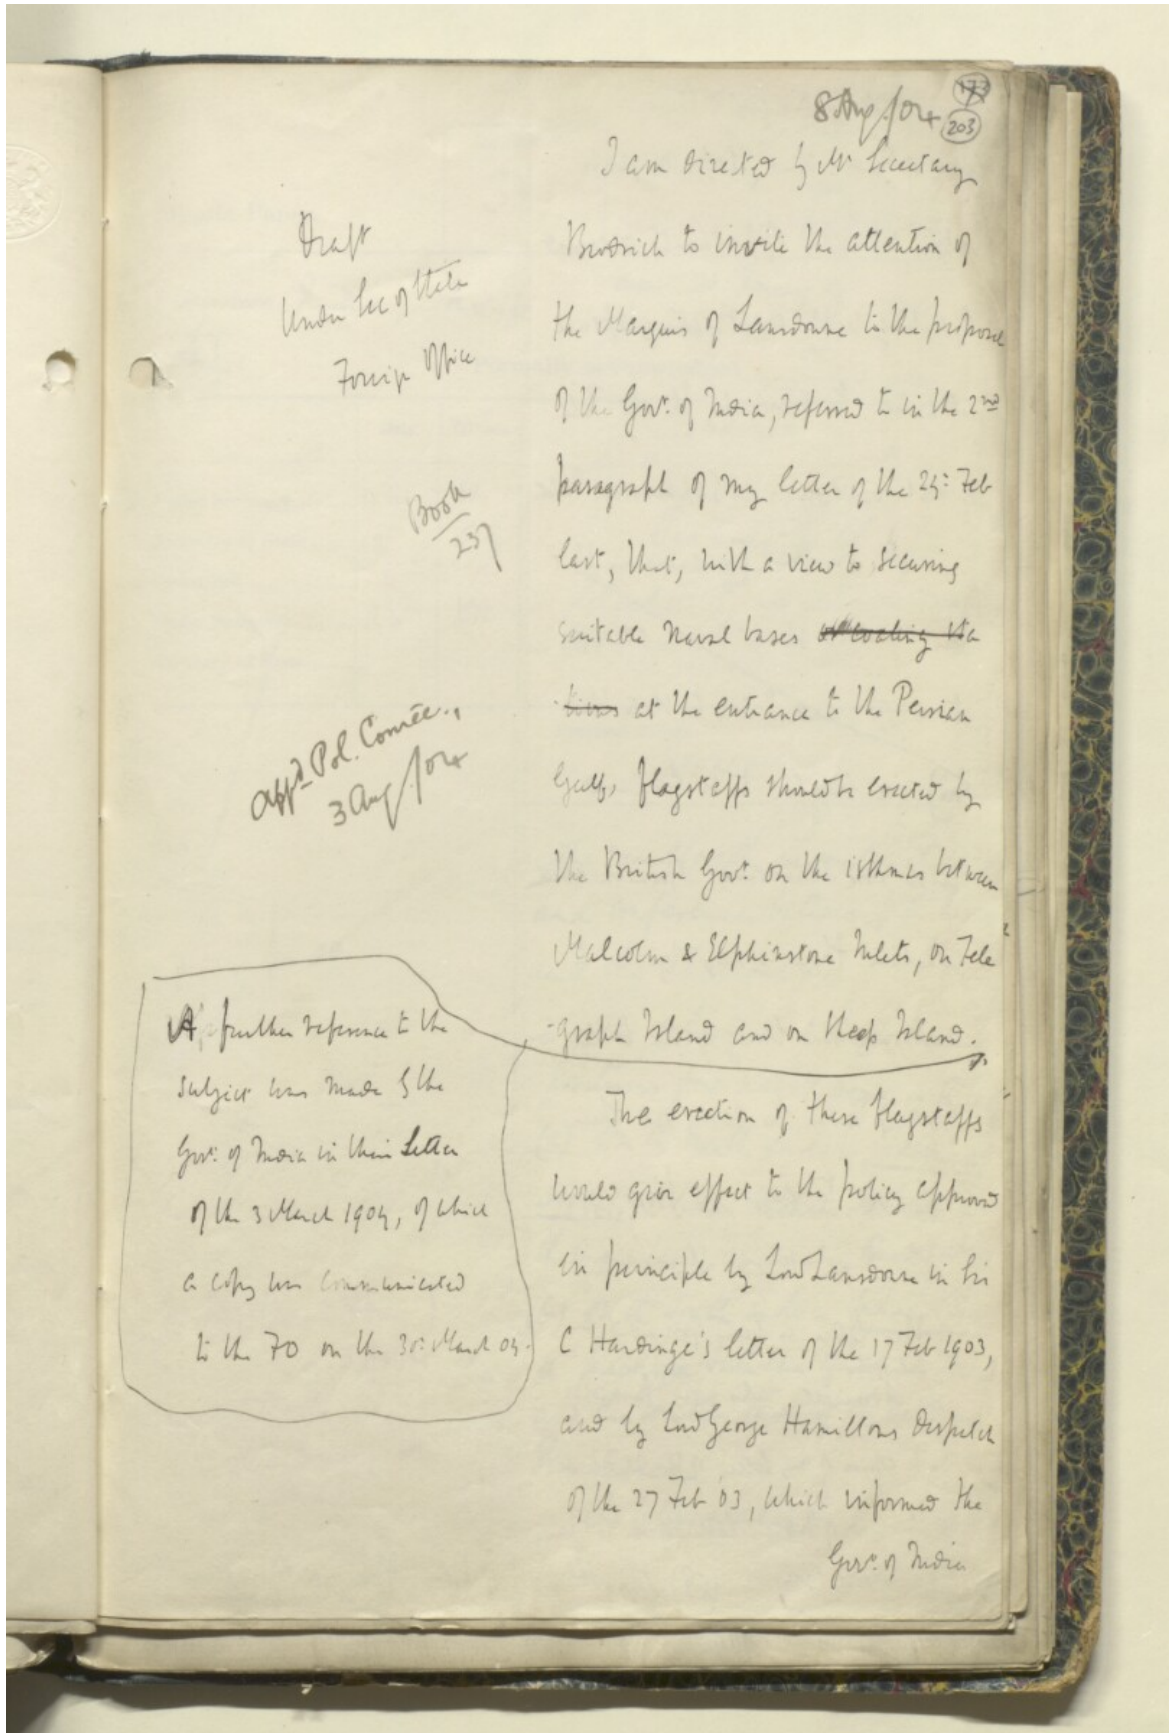 8 Aug /04
173
203
I am directed by Mr Secretary
Draft
Under Sec of State
Foreign Office
Brodrick to invite the attention of
the Marquis of Lansdowne to the proposal
of the Govt. of India, referred to in the 2nd
paragraph of my letter of the 24: Feb
Book
237
last, that, with a view to securing
suitable naval bases
at the entrance to the Persian
Appd. Pol. Comtee.,
3 Aug /04
Gulf, flagstaffs should be erected by
the British Govt. on the isthmus between
Malcolm & Elphinstone Inlets, on Tele
-graph Island and on Sheep Island.
A further reference to the
subject was made by the
Govt. of India in their Letter
of the 3 March 1904, of which
a copy was communicated
to the FO on the 30: March 04.
The erection of these flagstaffs
would give effect to the policy approved
in principle by Lord Lansdowne in Sir
C Hardinge's letter of the 17 Feb 1903,
and by Lord George Hamiltons Despatch
of the 27 Feb 03, which informed the
Govt. of India